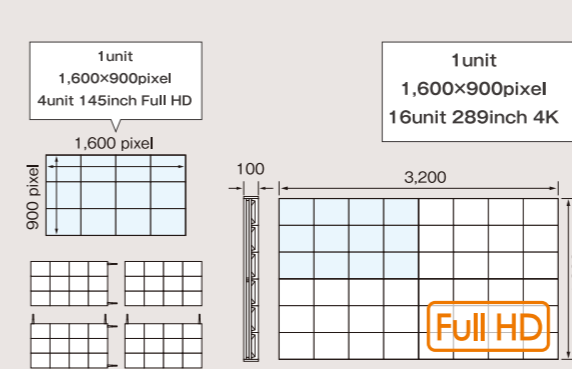 1unit
1,600×900pixel
4unit 145inch Full HD
1,600 pixel
900 pixel
1unit
1,600×900pixel
16unit 289inch 4K
100
3,200
Full HD